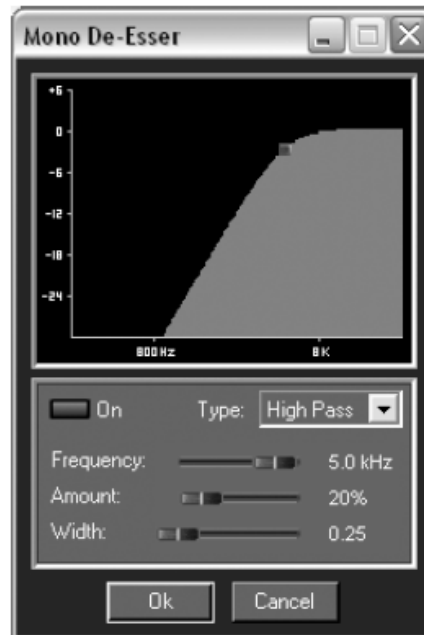 Mono De-Esser
+6
0
-6
-12
-18
-24
800Hz 8K
On Type: High Pass
Frequency: 5.0 kHz
Amount: 20%
Width: 0.25
Ok Cancel